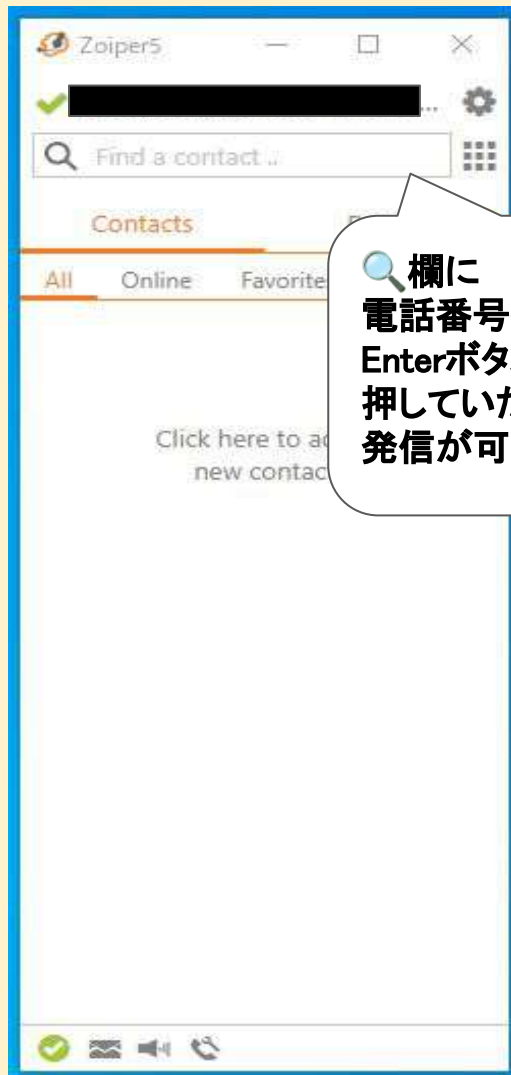 Zoiper5
...
Find a contact ..
Contacts
All Online Favorite
🔍欄に
電話番号
Enterボタ
押していた
発信が可
Click here to
new contac